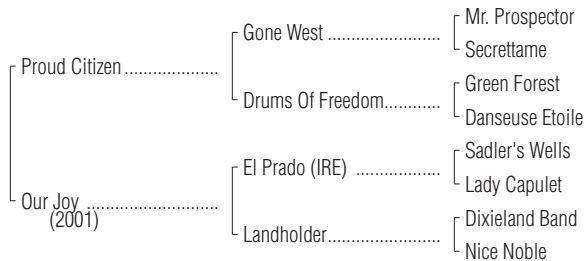 Mr. Prospector
Gone West ....................
Secrettame
Proud Citizen ..................
Green Forest
Drums Of Freedom............
Danseuse Etoile
Sadler's Wells
El Prado (IRE) ...............
Lady Capulet
Our Joy .........................
(2001)
Dixieland Band
Landholder.....................
Nice Noble